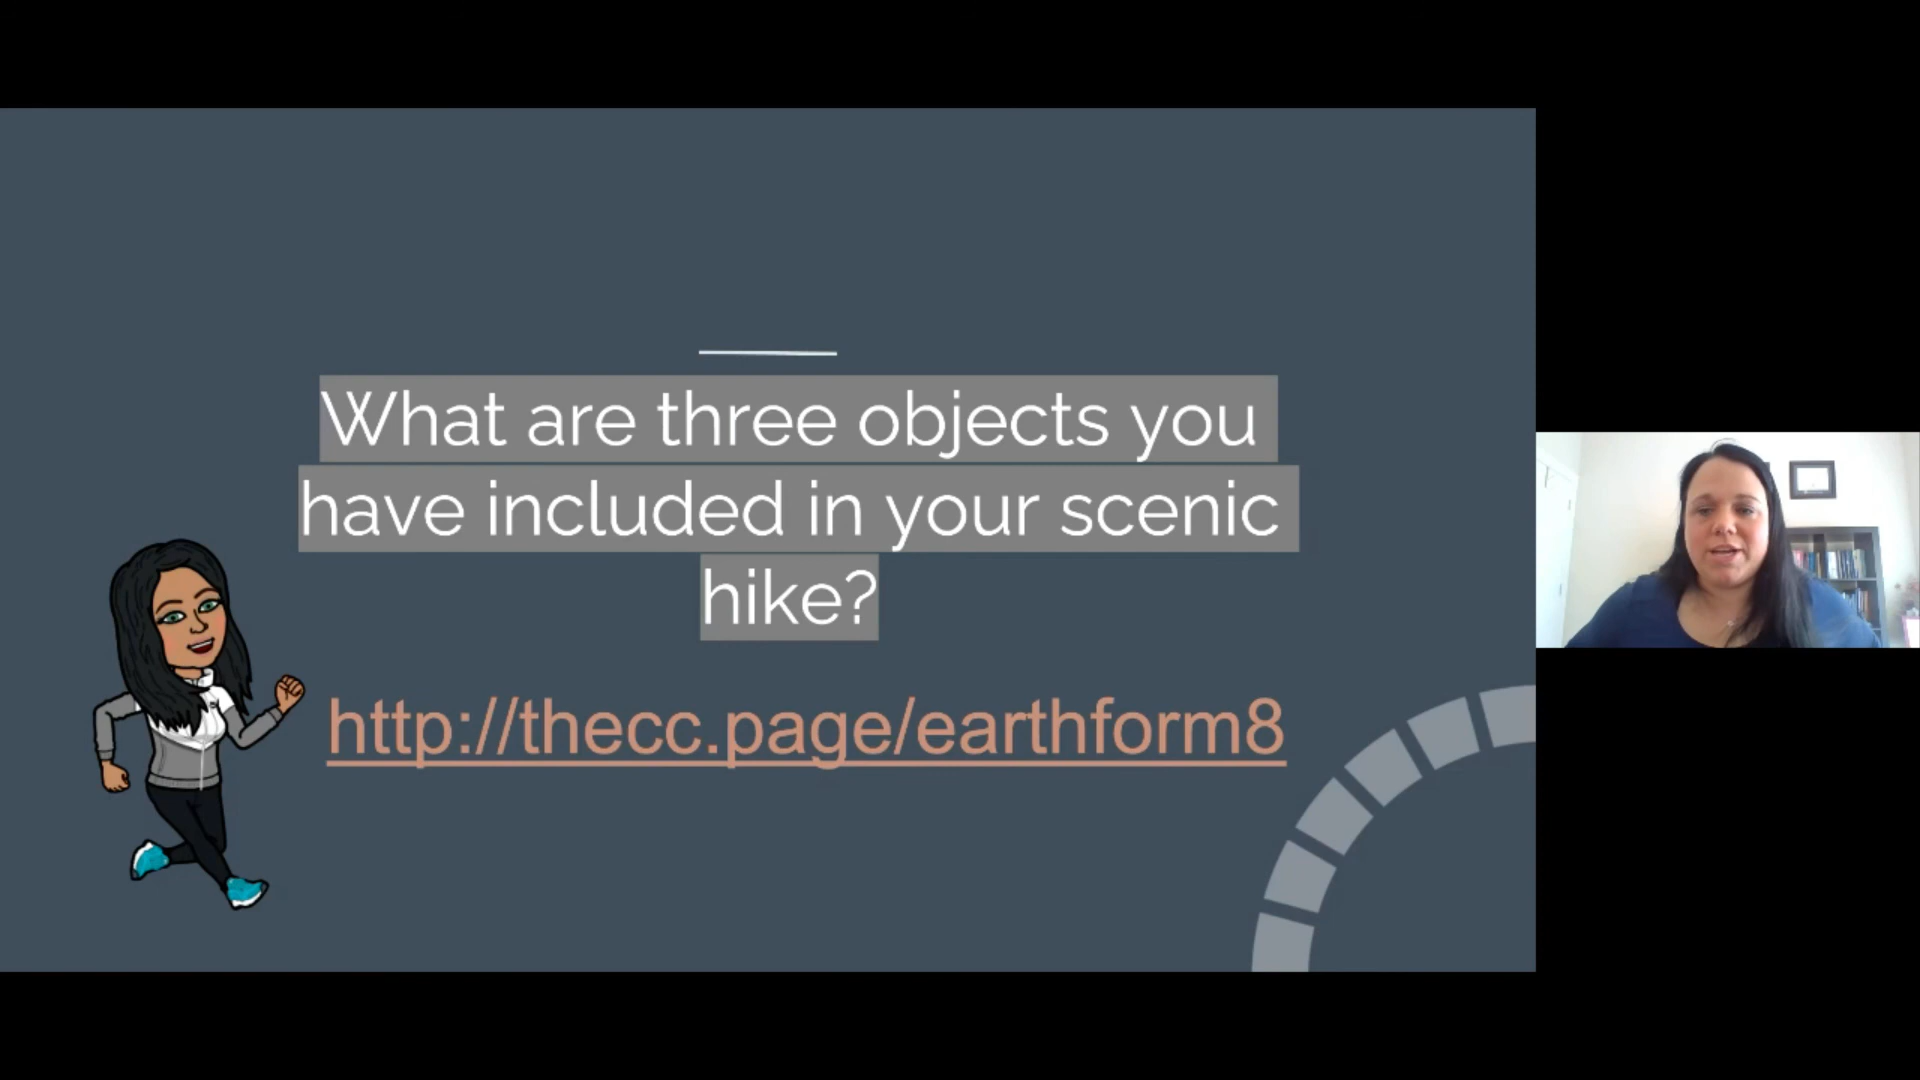 What are three objects you
have included in your scenic
hike?
http://thecc.page/earthform8